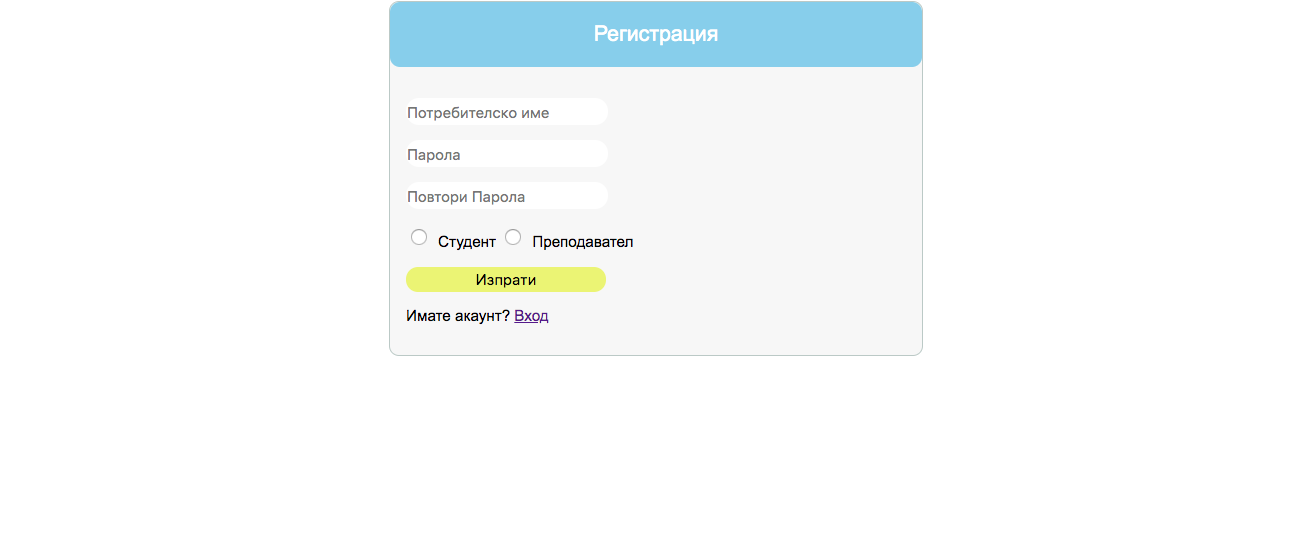 Регистрация
Потребителско име
Парола
Повтори Парола
Студент Преподавател
Изпрати
Имате акаунт? Вход